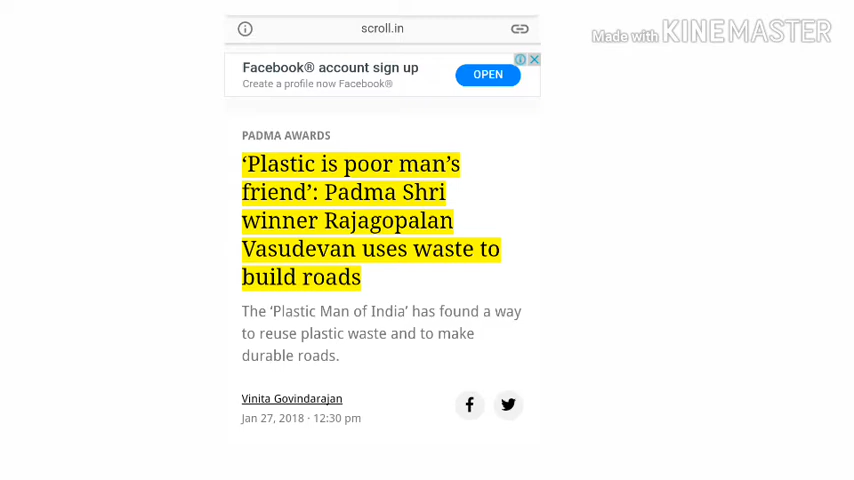 scroll.in
Made with KINEMASTER
Facebook® account sign up
Create a profile now Facebook®
OPEN
PADMA AWARDS
‘Plastic is poor man’s
friend’: Padma Shri
winner Rajagopalan
Vasudevan uses waste to
build roads
The ‘Plastic Man of India’ has found a way
to reuse plastic waste and to make
durable roads.
Vinita Govindarajan
Jan 27, 2018 · 12:30 pm